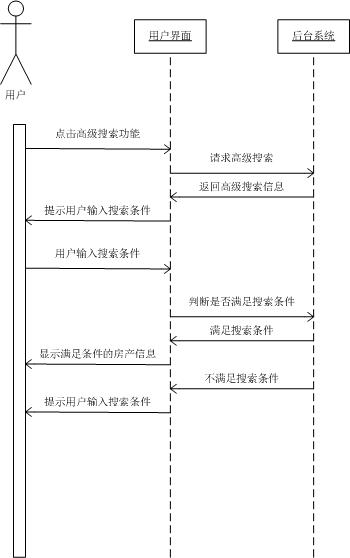 用户界面
后台系统
用户
点击高级搜索功能
请求高级搜索
返回高级搜索信息
提示用户输入搜索条件
用户输入搜索条件
判断是否满足搜索条件
满足搜索条件
显示满足条件的房产信息
不满足搜索条件
提示用户输入搜索条件